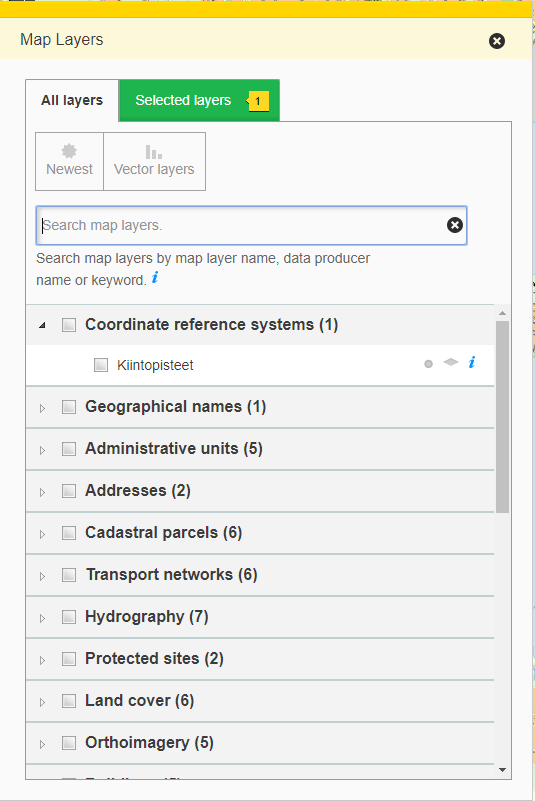 Map Layers
All layers
Selected layers 1
Newest
Vector layers
Search map layers.
Search map layers by map layer name, data producer
name or keyword. i
Coordinate reference systems (1)
Kiintopisteet i
Geographical names (1)
Administrative units (5)
Addresses (2)
Cadastral parcels (6)
Transport networks (6)
Hydrography (7)
Protected sites (2)
Land cover (6)
Orthoimagery (5)